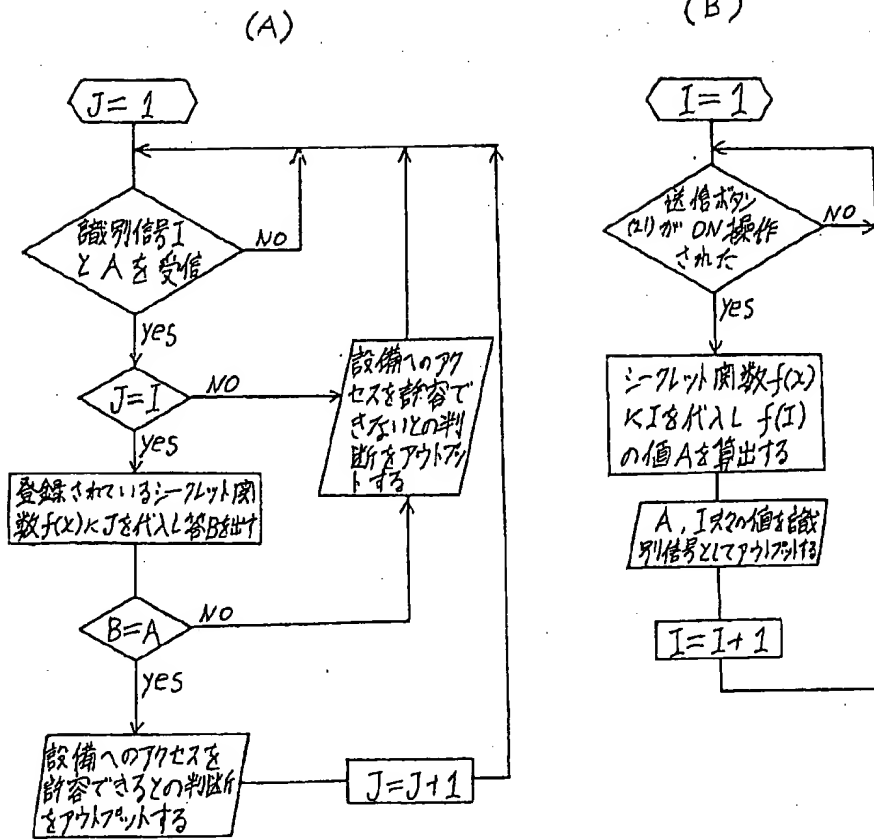 (A)
J=1
識別信号I
とAを受信
NO
yes
J=I
NO
yes
登録されているシークレット関
数f(x)にJを代入し答Bを出す
B=A
NO
yes
設備へのアクセスを
許容できるとの判断
をアウトプットする
J=J+1
設備へのアク
セスを許容で
きないとの判
断をアウトプッ
トする
(B)
I=1
送信ボタン
(21)がON操作
された
NO
yes
シークレット関数f(x)
にIを代入し f(I)
の値Aを算出する
A, I夫々の値を識
別信号としてアウトプットする
I=I+1